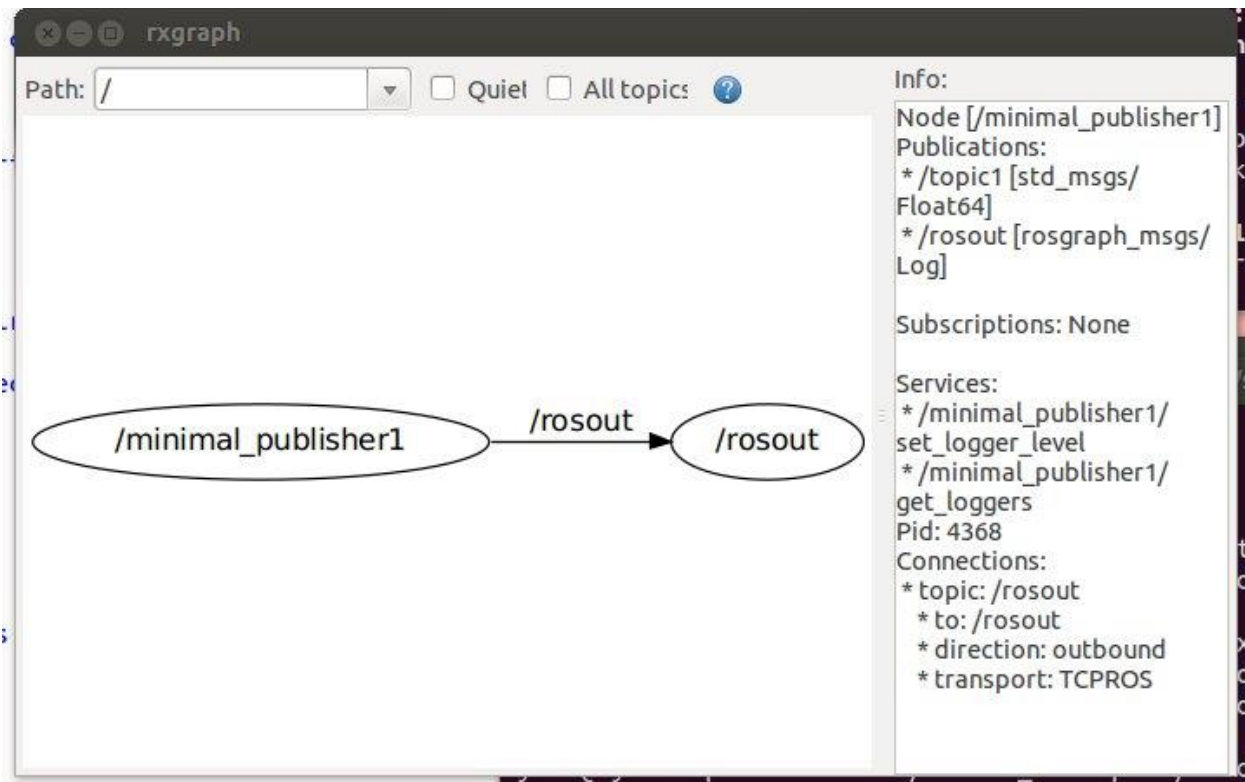 rxgraph
Path: /
Quiet
All topics
?
/minimal_publisher1
/rosout
/rosout
Info:
Node [/minimal_publisher1]
Publications:
* /topic1 [std_msgs/
Float64]
* /rosout [rosgraph_msgs/
Log]
Subscriptions: None
Services:
* /minimal_publisher1/
set_logger_level
* /minimal_publisher1/
get_loggers
Pid: 4368
Connections:
* topic: /rosout
* to: /rosout
* direction: outbound
* transport: TCPROS